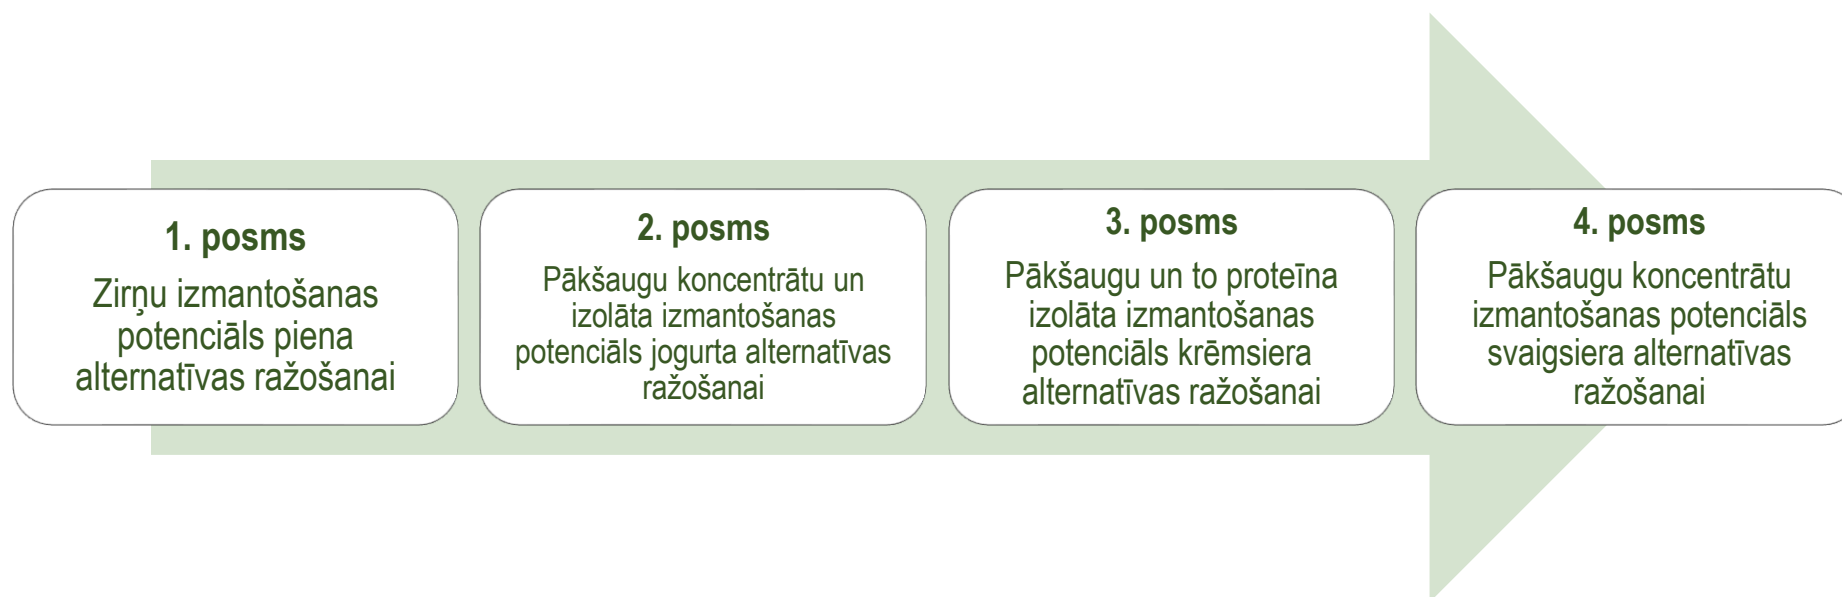 1. posms
Zirņu izmantošanas
potenciāls piena
alternatīvas ražošanai
2. posms
Pākšaugu koncentrātu un
izolāta izmantošanas
potenciāls jogurta alternatīvas
ražošanai
3. posms
Pākšaugu un to proteīna
izolāta izmantošanas
potenciāls krēmsiera
alternatīvas ražošanai
4. posms
Pākšaugu koncentrātu
izmantošanas potenciāls
svaigsiera alternatīvas
ražošanai